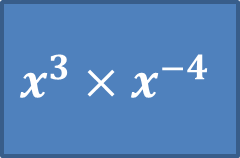 x³ × x⁻⁴